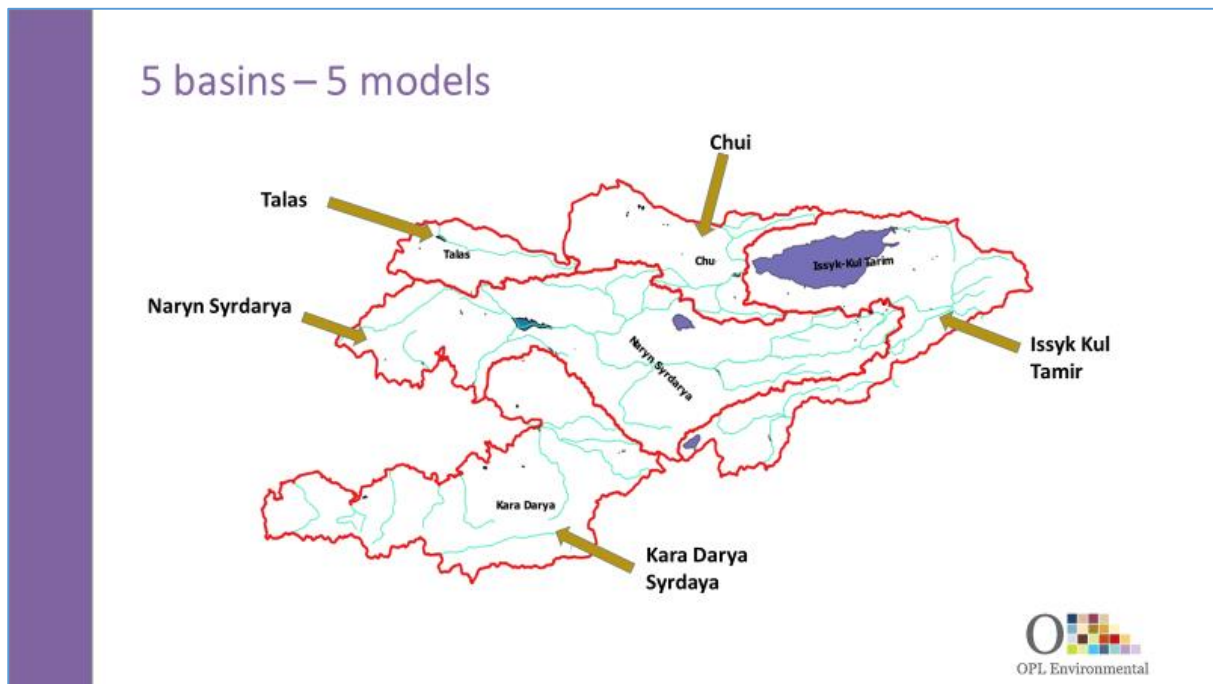 5 basins – 5 models
Chui
Talas
Talas
Chu
Issyk-Kul Tarim
Naryn Syrdarya
Naryn Syrdarya
Issyk Kul
Tamir
Kara Darya
Kara Darya
Syrdaya
O
OPL Environmental